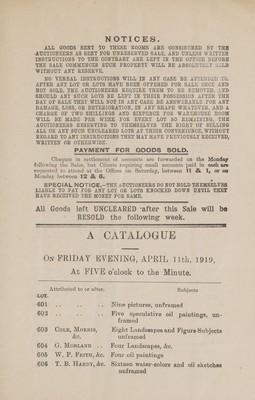 NOTICES.
ALL GOODS SENT TO THESE ROOMS ARE CONSIDERED BY THE
AUCTIONEERS AS SENT FOR UNRESERVED SALE, AND UNLESS WRITTEN
INSTRUCTIONS TO THE CONTRARY ARE LEFT IN THE OFFICE BEFORE
THE SALE COMMENCES SUCH PROPERTY WILL BE ABSOLUTELY SOLD
WITHOUT ANY RESERVE.
NO VERBAL INSTRUCTIONS WILL IN ANY CASE BE ATTENDED TO.
AFTER ANY LOT OR LOTS HAVE BEEN OFFERED FOR SALE ONCE AND
NOT SOLD, THE AUCTIONEERS REQUIRE THEM TO BE REMOVED, AND
SHOULD ANY SUCH LOTS BE LEFT IN THEIR POSSESSION AFTER THE
DAY OF SALE THEY WILL NOT IN ANY CASE BE ANSWERABLE FOR ANY
DAMAGE, LOSS, OR DETERIORATION, IN ANY SHAPE WHATEVER, AND A
CHARGE OF TWO SHILLINGS AND SIXPENCE FOR WAREHOUSE ROOM
WILL BE MADE PER WEEK FOR EVERY LOT SO REMAINING, THE
AUCTIONEERS RESERVING TO THEMSELVES THE RIGHT OF SELLING
ALL OR ANY SUCH UNCLEARED LOTS AT THEIR CONVENIENCE, WITHOUT
REGARD TO ANY INSTRUCTIONS THEY MAY HAVE PREVIOUSLY RECEIVED,
WRITTEN OR OTHERWISE.
PAYMENT FOR GOODS SOLD.
Cheques in settlement of accounts are forwarded on the Monday
following the Sales, but Clients requiring small amounts paid in cash are
requested to attend at the Offices on Saturday, between 11 & 1, or on
Monday between 12 & 5.
SPECIAL NOTICE.—THE AUCTIONEERS DO NOT HOLD THEMSELVES
LIABLE TO PAY FOR ANY LOT OR LOTS KNOCKED DOWN UNTIL THEY
HAVE RECEIVED THE MONEY FOR SAME.
All Goods left UNCLEARED after this Sale will be
RESOLD the following week.
A CATALOGUE
ON FRIDAY EVENING, APRIL 11th, 1919,
At FIVE o'clock to the Minute.
Attributed to or after. Subjects
LOT.
601 .. .. .. Nine pictures, unframed
602 .. .. .. Five speculative oil paintings, un-
framed
603 COLE, MORRIS, Eight Landscapes and Figure Subjects
&c. unframed
604 G. MORLAND .. Four Landscapes, &c.
605 W. P. FRITH, &c. Four oil paintings
606 T. B. HARDY, &c. Sixteen water-colors and oil sketches
unframed